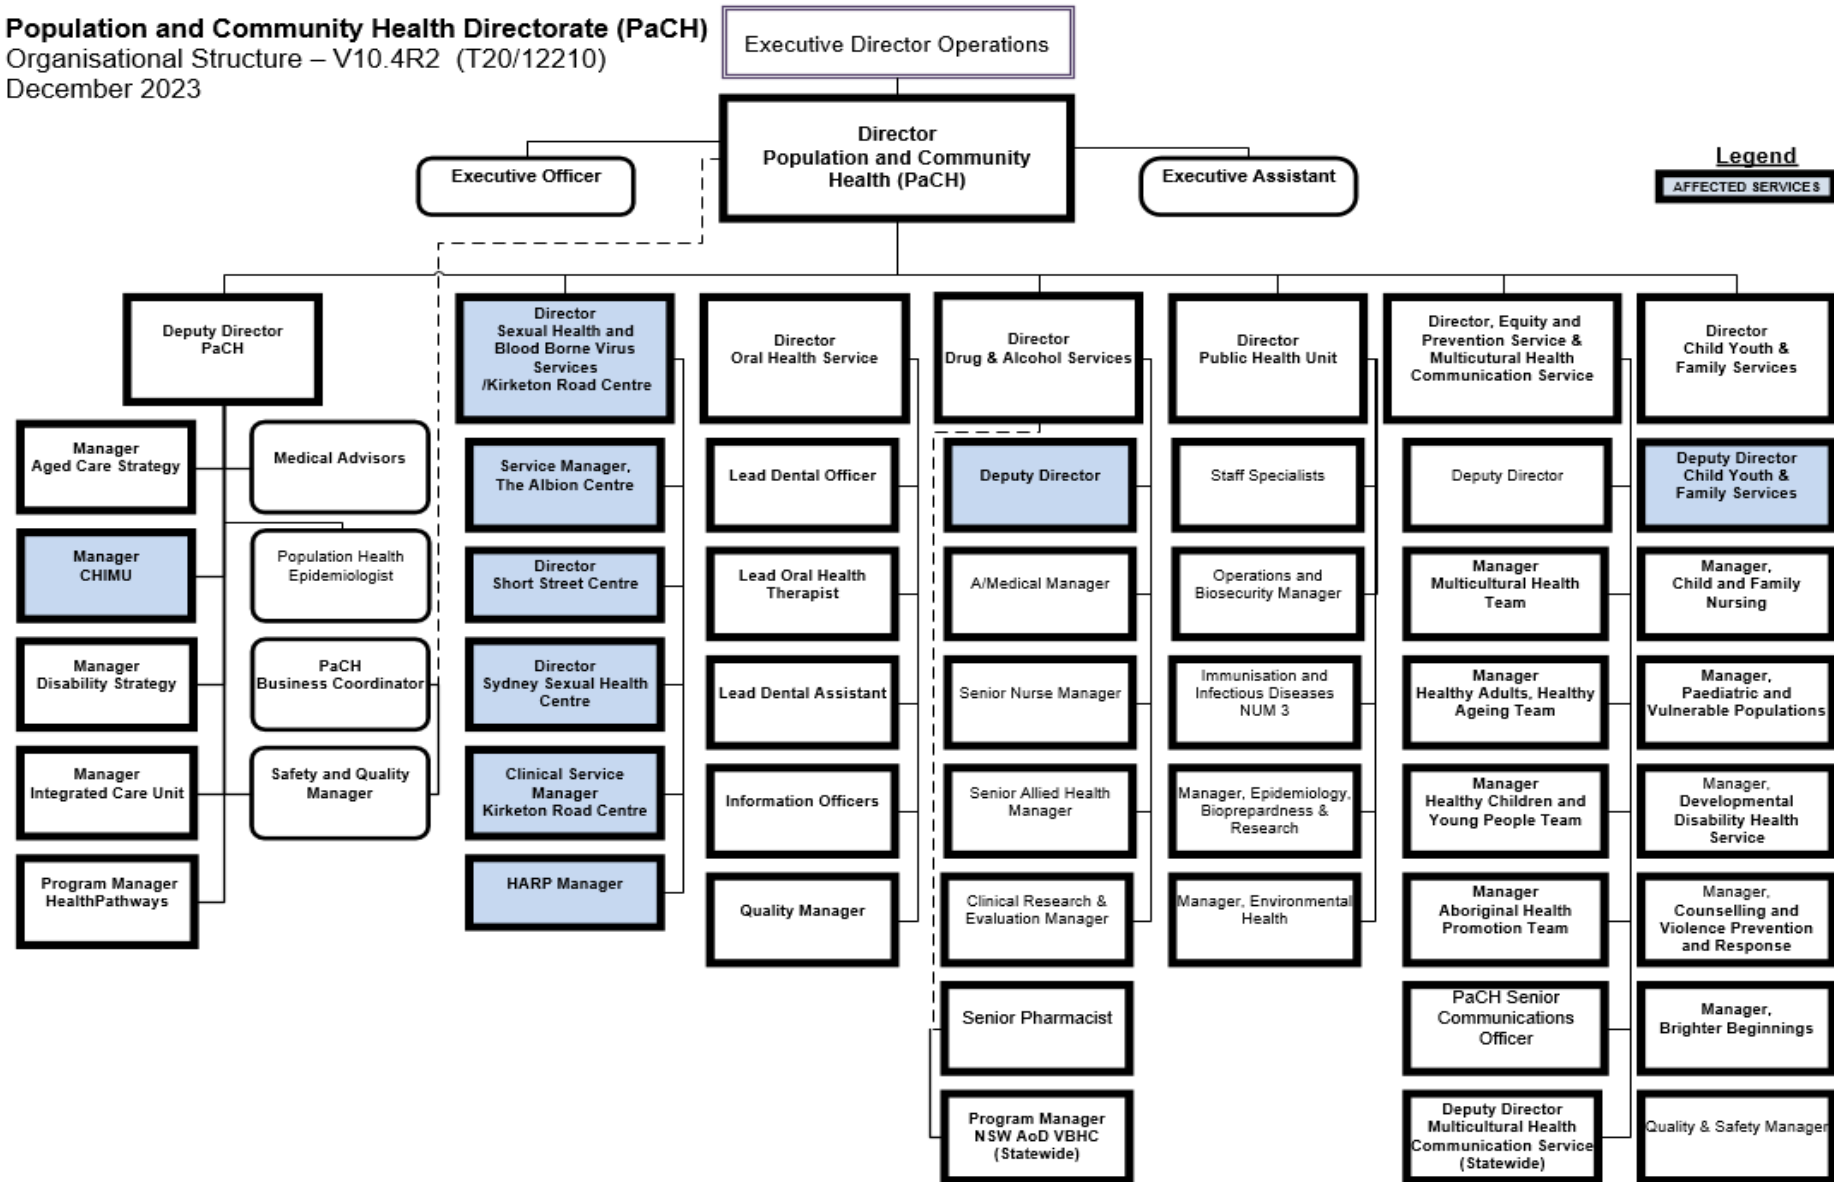 Population and Community Health Directorate (PaCH)
Organisational Structure – V10.4R2 (T20/12210)
December 2023
Executive Director Operations
Director
Population and Community
Health (PaCH)
Executive Officer
Executive Assistant
Legend
AFFECTED SERVICES
Deputy Director
PaCH
Manager
Aged Care Strategy
Medical Advisors
Manager
CHIMU
Population Health
Epidemiologist
Manager
Disability Strategy
PaCH
Business Coordinator
Manager
Integrated Care Unit
Safety and Quality
Manager
Program Manager
HealthPathways
Director
Sexual Health and
Blood Borne Virus
Services
/Kirketon Road Centre
Service Manager,
The Albion Centre
Director
Short Street Centre
Director
Sydney Sexual Health
Centre
Clinical Service
Manager
Kirketon Road Centre
HARP Manager
Director
Oral Health Service
Lead Dental Officer
Lead Oral Health
Therapist
Lead Dental Assistant
Information Officers
Quality Manager
Director
Drug & Alcohol Services
Deputy Director
A/Medical Manager
Senior Nurse Manager
Senior Allied Health
Manager
Clinical Research &
Evaluation Manager
Senior Pharmacist
Program Manager
NSW AoD VBHC
(Statewide)
Director
Public Health Unit
Staff Specialists
Operations and
Biosecurity Manager
Immunisation and
Infectious Diseases
NUM 3
Manager, Epidemiology,
Bioprepardness &
Research
Manager, Environmental
Health
Director, Equity and
Prevention Service &
Multicutural Health
Communication Service
Deputy Director
Manager
Multicultural Health
Team
Manager
Healthy Adults, Healthy
Ageing Team
Manager
Healthy Children and
Young People Team
Manager
Aboriginal Health
Promotion Team
PaCH Senior
Communications
Officer
Deputy Director
Multicultural Health
Communication Service
(Statewide)
Director
Child Youth &
Family Services
Deputy Director
Child Youth &
Family Services
Manager,
Child and Family
Nursing
Manager,
Paediatric and
Vulnerable Populations
Manager,
Developmental
Disability Health
Service
Manager,
Counselling and
Violence Prevention
and Response
Manager,
Brighter Beginnings
Quality & Safety Manager